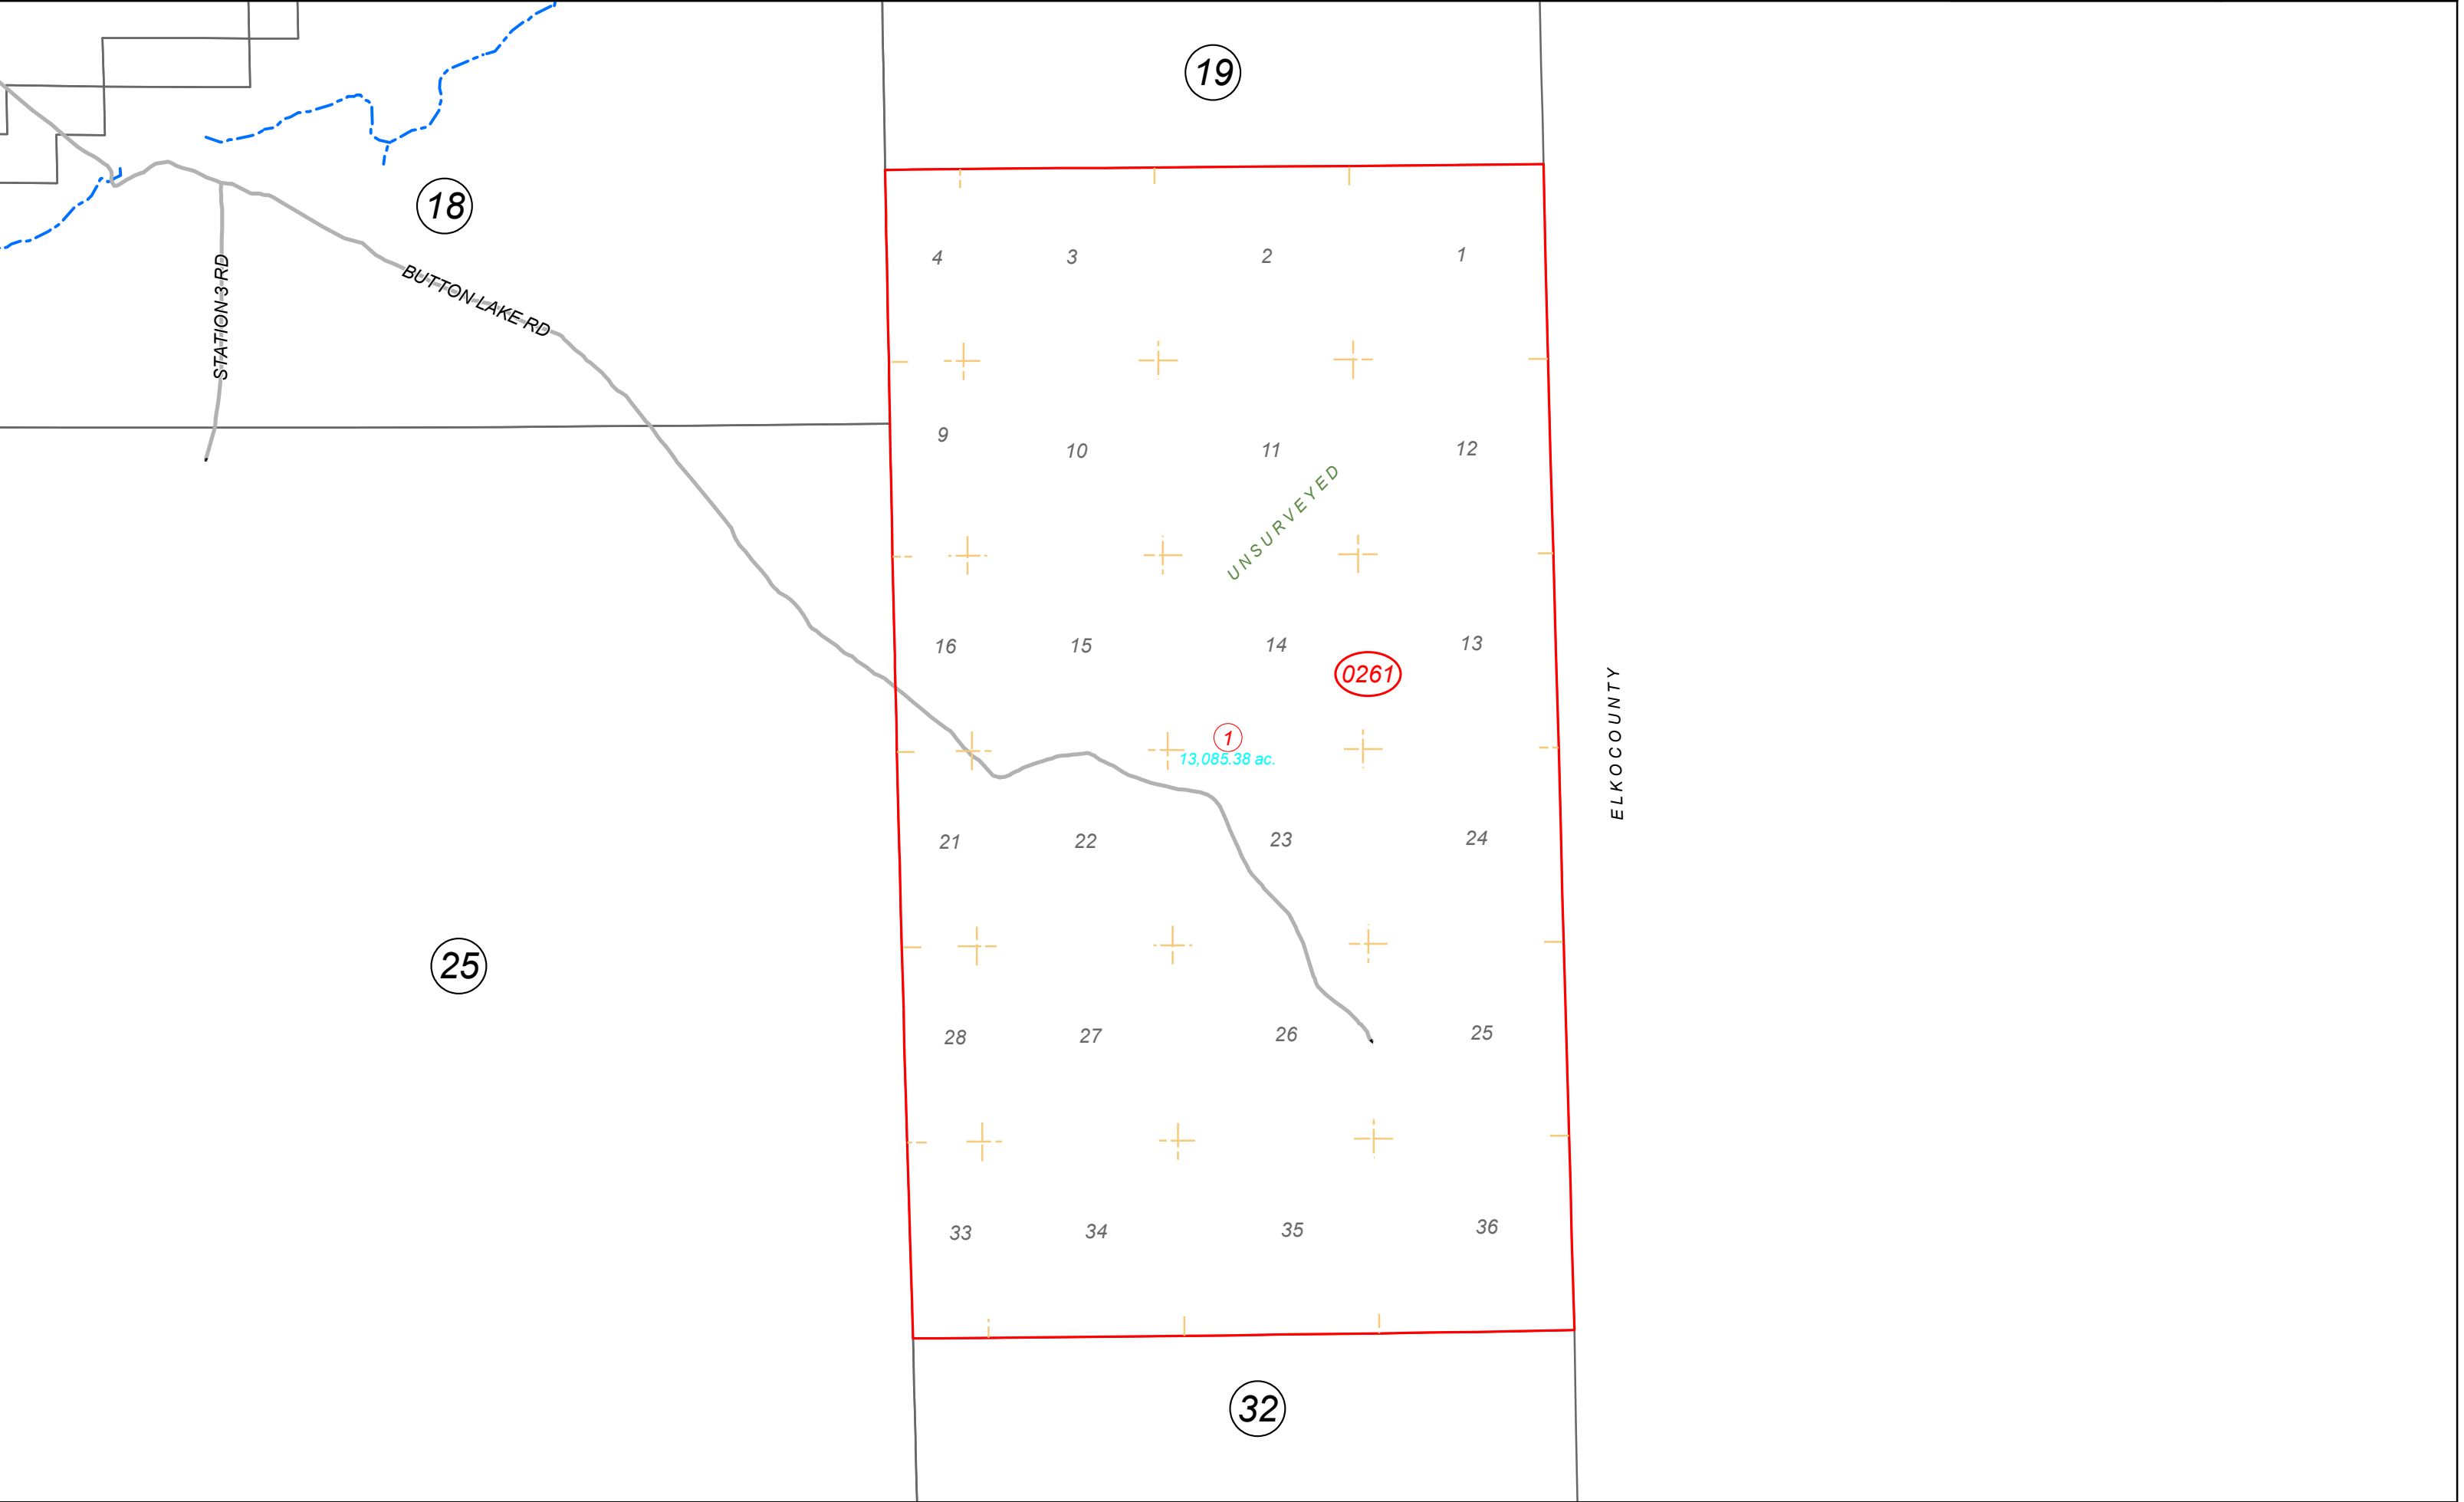 19
18
4 3 2 1
STATION 3 RD
BUTTON LAKE RD
9 10 11 12
UNSURVEYED
16 15 14 13
0261
ELKO COUNTY
1
13,085.38 ac.
21 22 23 24
25
28 27 26 25
33 34 35 36
32